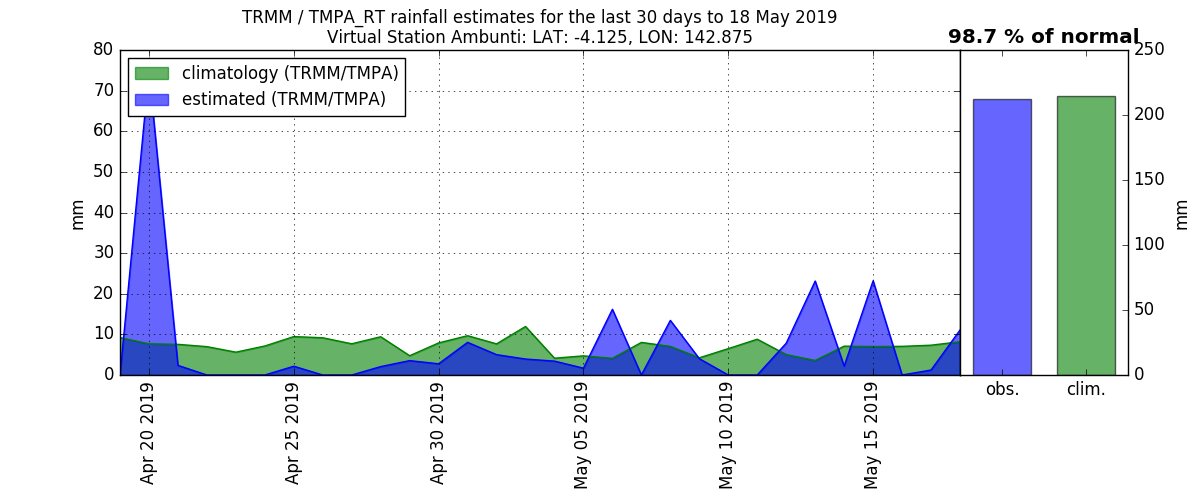 TRMM / TMPA_RT rainfall estimates for the last 30 days to 18 May 2019
Virtual Station Ambunti: LAT: -4.125, LON: 142.875
98.7 % of normal
climatology (TRMM/TMPA)
estimated (TRMM/TMPA)
80
70
60
50
40
30
20
10
0
mm
Apr 20 2019
Apr 25 2019
Apr 30 2019
May 05 2019
May 10 2019
May 15 2019
250
200
150
100
50
0
mm
obs.
clim.